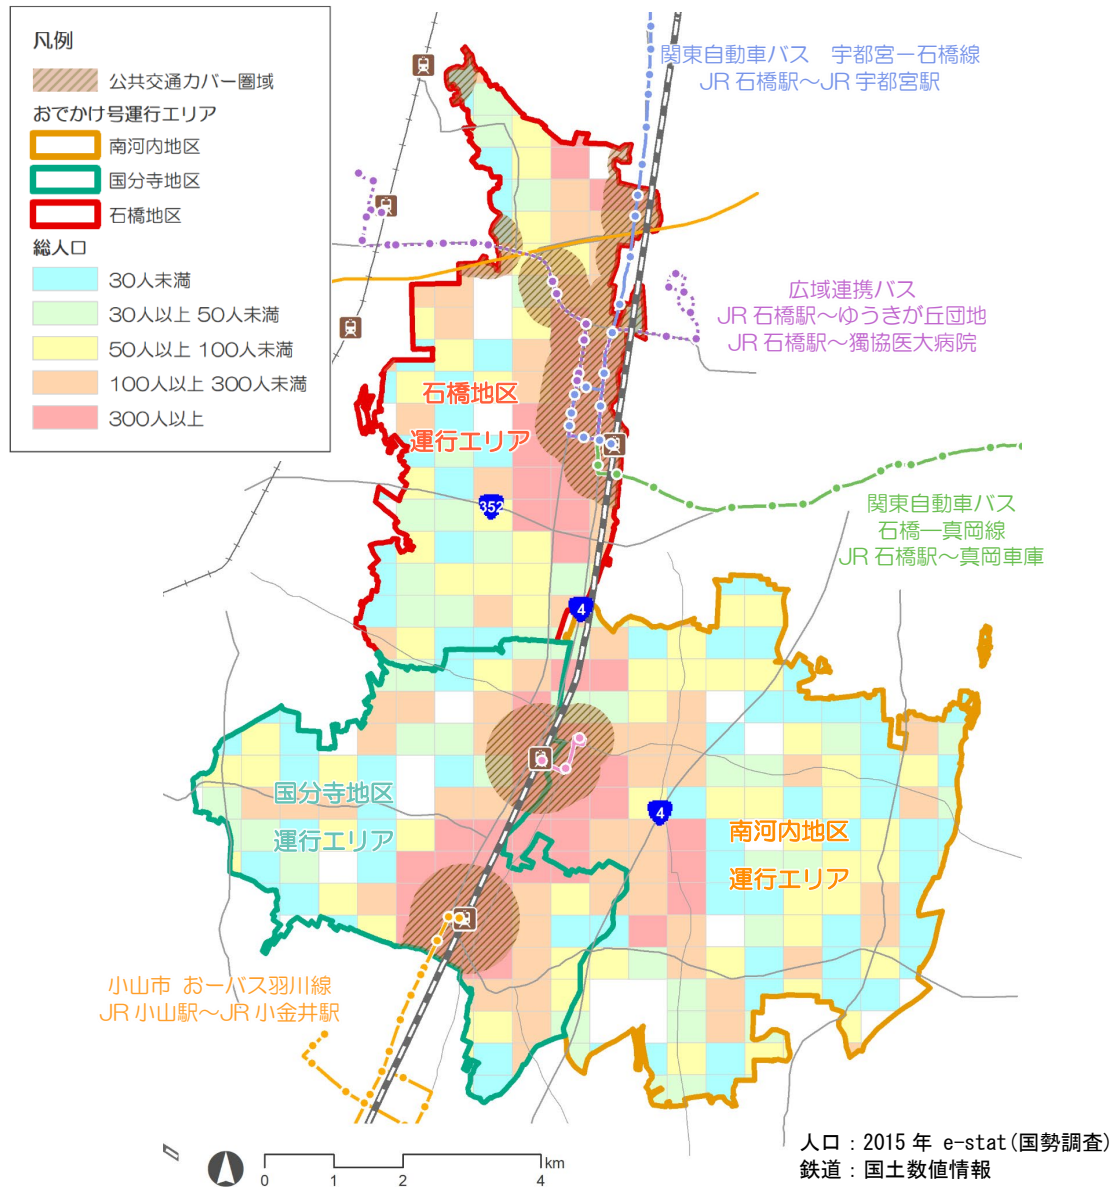 凡例
公共交通カバー圏域
おでかけ号運行エリア
南河内地区
国分寺地区
石橋地区
総人口
30人未満
30人以上 50人未満
50人以上 100人未満
100人以上 300人未満
300人以上
関東自動車バス 宇都宮ー石橋線
JR 石橋駅～JR 宇都宮駅
広域連携バス
JR 石橋駅～ゆうきが丘団地
JR 石橋駅～獨協医大病院
石橋地区
運行エリア
352
関東自動車バス
石橋ー真岡線
JR 石橋駅～真岡車庫
4
国分寺地区
運行エリア
4
南河内地区
運行エリア
小山市 おーバス羽川線
JR 小山駅～JR 小金井駅
km
0 1 2 4
人口：2015 年 e-stat(国勢調査)
鉄道：国土数値情報